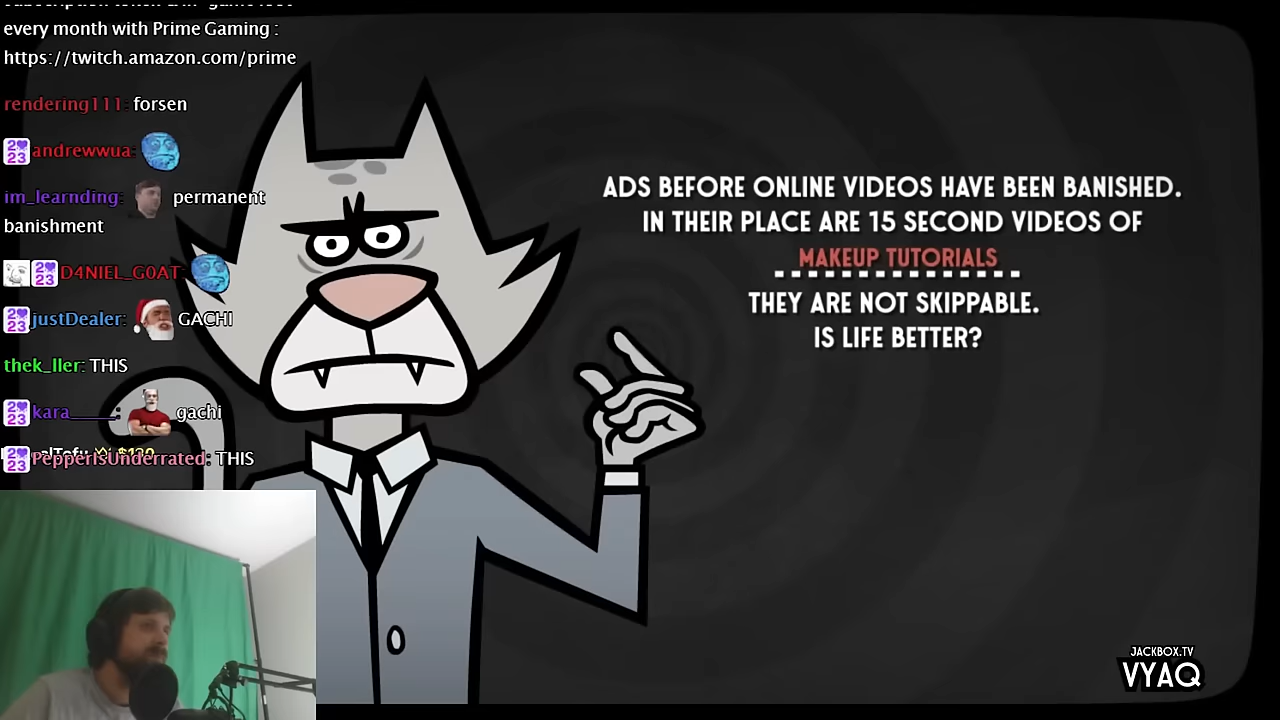 every month with Prime Gaming :
https://twitch.amazon.com/prime
rendering111: forsen
andrewwua:
im_learnding: permanent
banishment
D4NIEL_G0AT:
justDealer: GACHI
thek_ller: THIS
kara____: gachi
PepperIsUnderrated: THIS
ADS BEFORE ONLINE VIDEOS HAVE BEEN BANISHED.
IN THEIR PLACE ARE 15 SECOND VIDEOS OF
MAKEUP TUTORIALS
THEY ARE NOT SKIPPABLE.
IS LIFE BETTER?
JACKBOX.TV
VYAQ